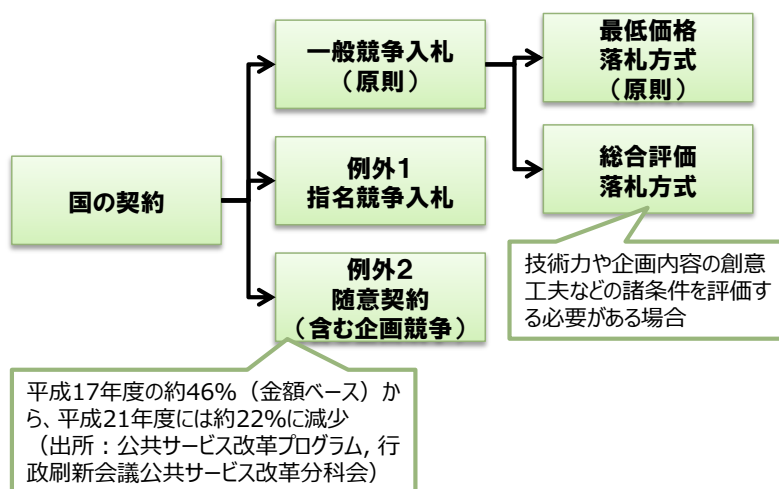 国の契約
一般競争入札
（原則）
最低価格
落札方式
（原則）
総合評価
落札方式
技術力や企画内容の創意
工夫などの諸条件を評価す
る必要がある場合
例外1
指名競争入札
例外2
随意契約
（含む企画競争）
平成17年度の約46%（金額ベース）か
ら、平成21年度には約22%に減少
（出所：公共サービス改革プログラム, 行
政刷新会議公共サービス改革分科会）